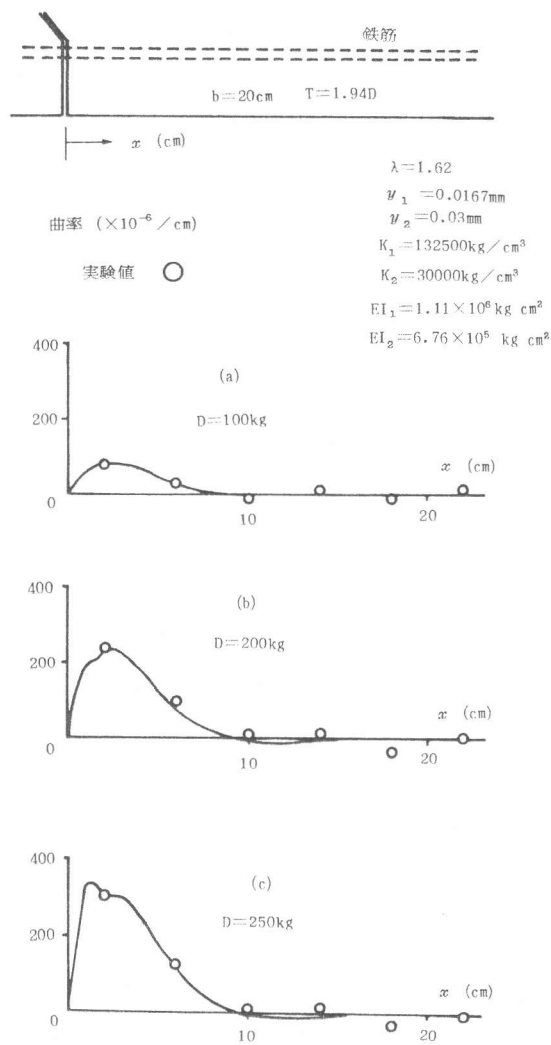 鉄筋
b=20cm T=1.94D
x (cm)
λ=1.62
y₁=0.0167mm
y₂=0.03mm
K₁=132500kg/cm³
K₂=30000kg/cm³
EI₁=1.11×10⁶kg cm²
EI₂=6.76×10⁵ kg cm²
曲率 (×10⁻⁶/cm)
実験値 ○
400
(a)
200
D=100kg
x (cm)
0
10
20
400
(b)
200
D=200kg
x (cm)
0
10
20
400
(c)
200
D=250kg
x (cm)
0
10
20